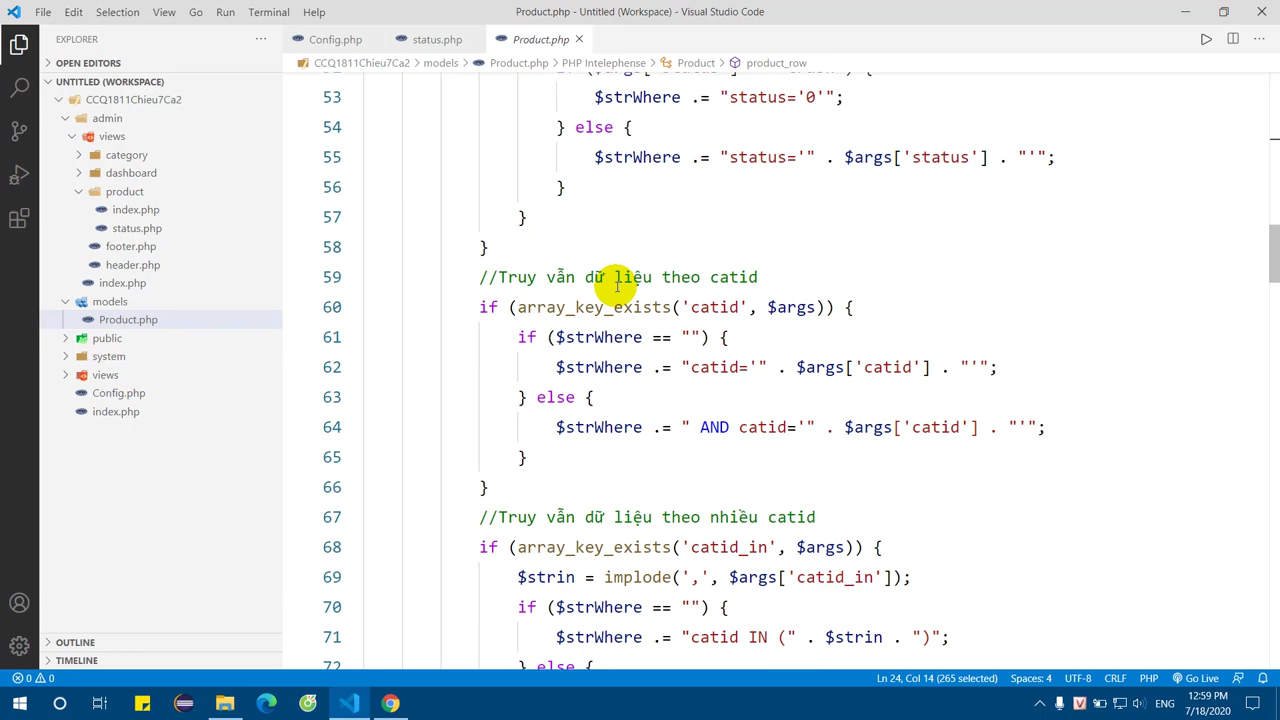 File Edit Selection View Go Run Terminal Help
Product.php - Untitled (Workspace) - Visual Studio Code
EXPLORER
Config.php status.php Product.php
OPEN EDITORS
CCQ1811Chieu7Ca2 > models > Product.php > PHP Intelephense > Product > product_row
UNTITLED (WORKSPACE)
CCQ1811Chieu7Ca2
admin
views
category
dashboard
product
index.php
status.php
footer.php
header.php
index.php
models
Product.php
public
system
views
Config.php
index.php
OUTLINE
TIMELINE
53 $strWhere .= "status='0'";
54 } else {
55 $strWhere .= "status='" . $args['status'] . "'";
56 }
57 }
58 }
59 //Truy vẫn dữ liệu theo catid
60 if (array_key_exists('catid', $args)) {
61 if ($strWhere == "") {
62 $strWhere .= "catid='" . $args['catid'] . "'";
63 } else {
64 $strWhere .= " AND catid='" . $args['catid'] . "'";
65 }
66 }
67 //Truy vẫn dữ liệu theo nhiều catid
68 if (array_key_exists('catid_in', $args)) {
69 $strin = implode(',', $args['catid_in']);
70 if ($strWhere == "") {
71 $strWhere .= "catid IN (" . $strin . ")";
72 } else {
0 0
Ln 24, Col 14 (265 selected) Spaces: 4 UTF-8 CRLF PHP Go Live
ENG
12:59 PM
7/18/2020